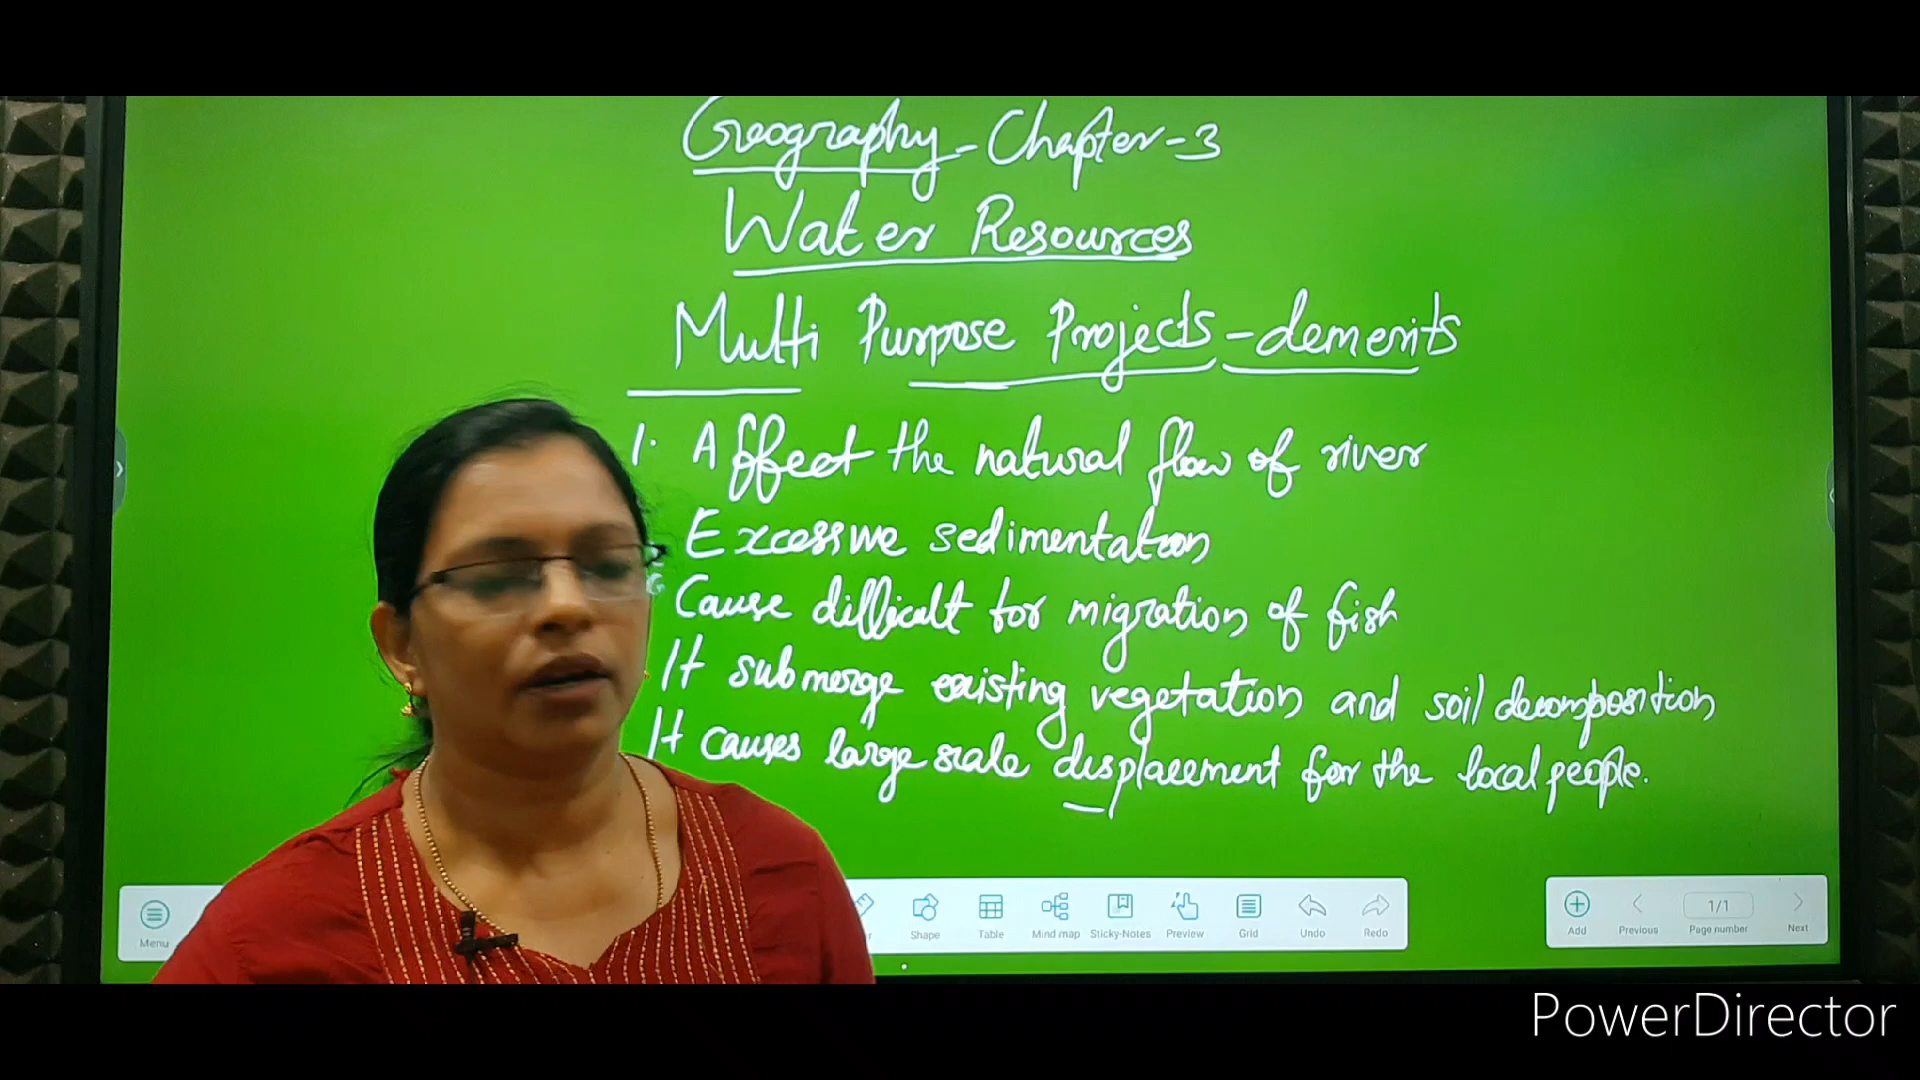 Geography - Chapter - 3
Water Resources
Multi Purpose Projects - demerits
1. Affect the natural flow of river
Excessive sedimentation
Cause difficult for migration of fish
It submerge existing vegetation and soil decomposition
It causes large scale displacement for the local people.
Menu
Shape
Table
Mind map
Sticky-Notes
Preview
Grid
Undo
Redo
Add
Previous
1/1
Page number
Next
PowerDirector